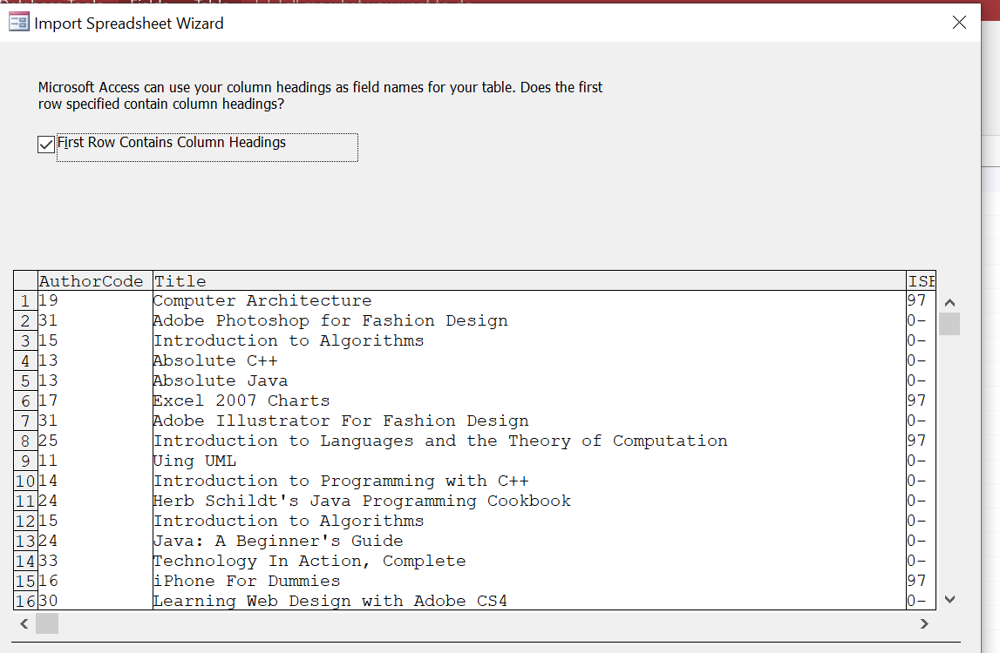 Import Spreadsheet Wizard
Microsoft Access can use your column headings as field names for your table. Does the first
row specified contain column headings?
First Row Contains Column Headings
AuthorCode Title
1 19 Computer Architecture 97
2 31 Adobe Photoshop for Fashion Design 0-
3 15 Introduction to Algorithms 0-
4 13 Absolute C++ 0-
5 13 Absolute Java 0-
6 17 Excel 2007 Charts 97
7 31 Adobe Illustrator For Fashion Design 0-
8 25 Introduction to Languages and the Theory of Computation 97
9 11 Uing UML 0-
10 14 Introduction to Programming with C++ 0-
11 24 Herb Schildt's Java Programming Cookbook 0-
12 15 Introduction to Algorithms 0-
13 24 Java: A Beginner's Guide 0-
14 33 Technology In Action, Complete 0-
15 16 iPhone For Dummies 97
16 30 Learning Web Design with Adobe CS4 0-